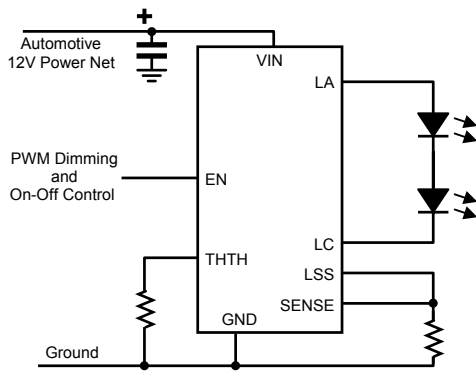 +
Automotive
12V Power Net
VIN
LA
PWM Dimming
and
On-Off Control
EN
LC
THTH
LSS
SENSE
GND
Ground